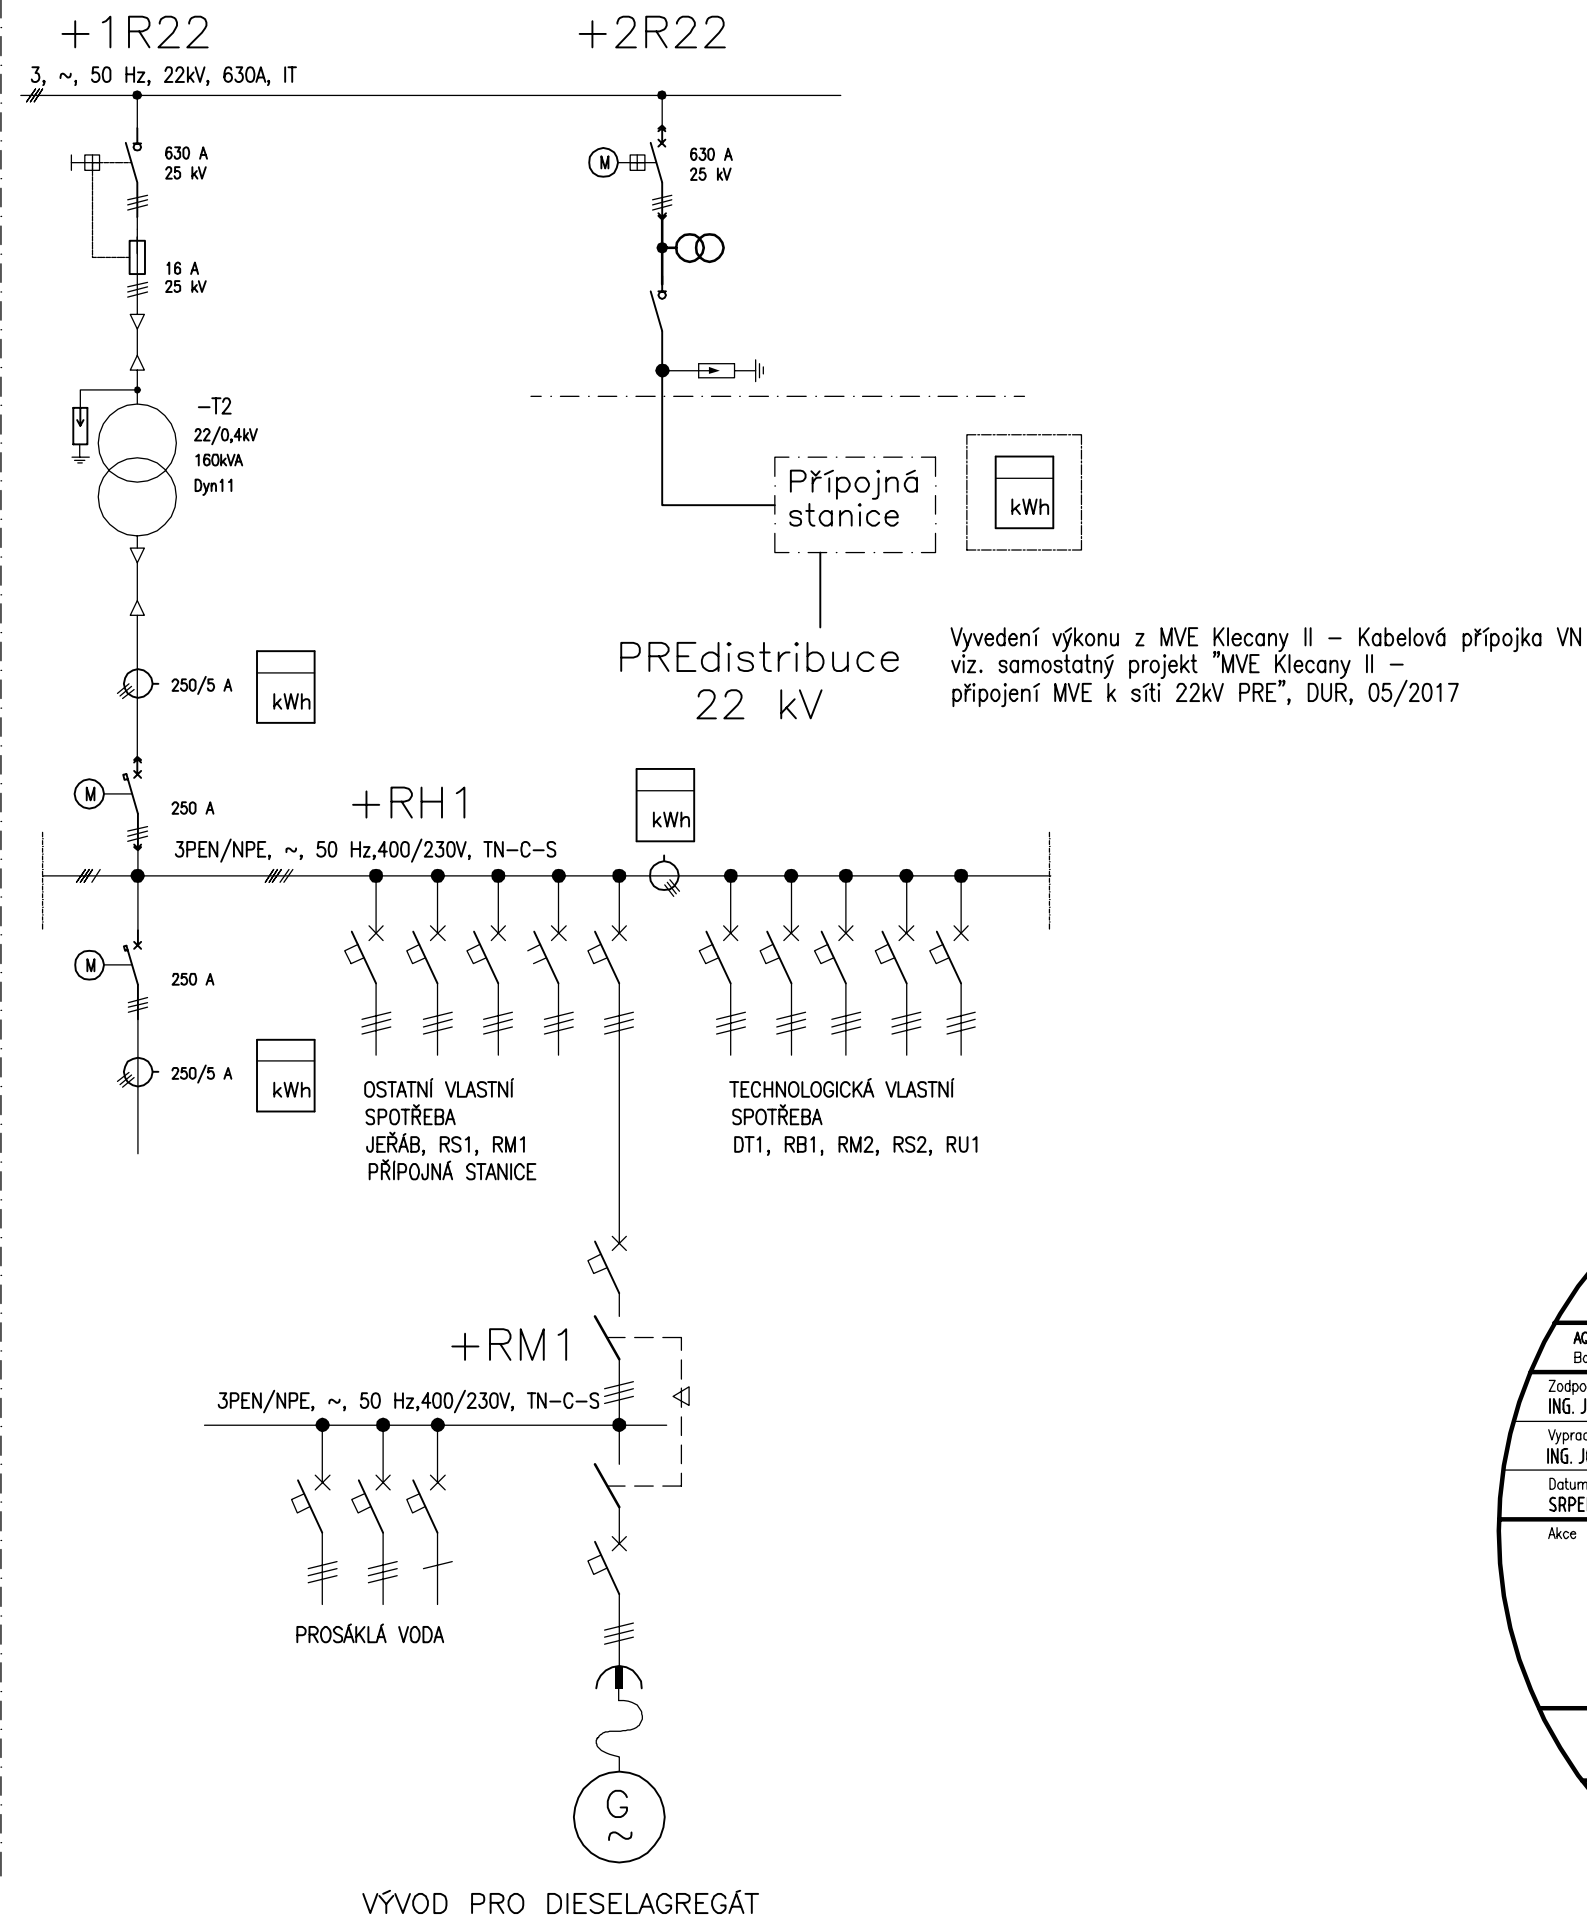 +1R22
+2R22
3, ~, 50 Hz, 22kV, 630A, IT
630 A
25 kV
M
630 A
25 kV
16 A
25 kV
-T2
22/0,4kV
160kVA
Dyn11
Přípojná
stanice
kWh
PREdistribuce
22 kV
Vyvedení výkonu z MVE Klecany II - Kabelová přípojka VN
viz. samostatný projekt "MVE Klecany II -
připojení MVE k síti 22kV PRE", DUR, 05/2017
250/5 A
kWh
M
250 A
+RH1
kWh
3PEN/NPE, ~, 50 Hz,400/230V, TN-C-S
M
250 A
250/5 A
kWh
OSTATNÍ VLASTNÍ
SPOTŘEBA
JEŘÁB, RS1, RM1
PŘÍPOJNÁ STANICE
TECHNOLOGICKÁ VLASTNÍ
SPOTŘEBA
DT1, RB1, RM2, RS2, RU1
+RM1
3PEN/NPE, ~, 50 Hz,400/230V, TN-C-S
PROSÁKLÁ VODA
G
~
VÝVOD PRO DIESELAGREGÁT
ING.
ING.
Datum
Akce